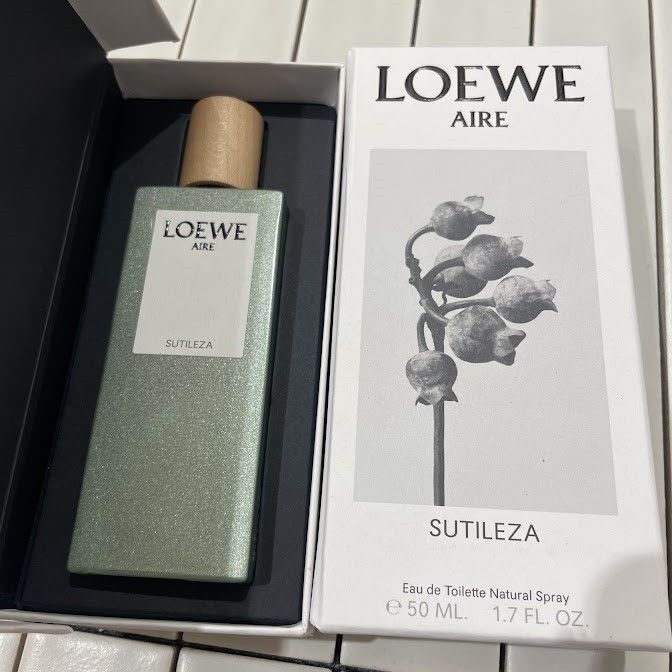 LOEWE
AIRE
SUTILEZA
LOEWE
AIRE
SUTILEZA
Eau de Toilette Natural Spray
℮ 50 ML. 1.7 FL. OZ.